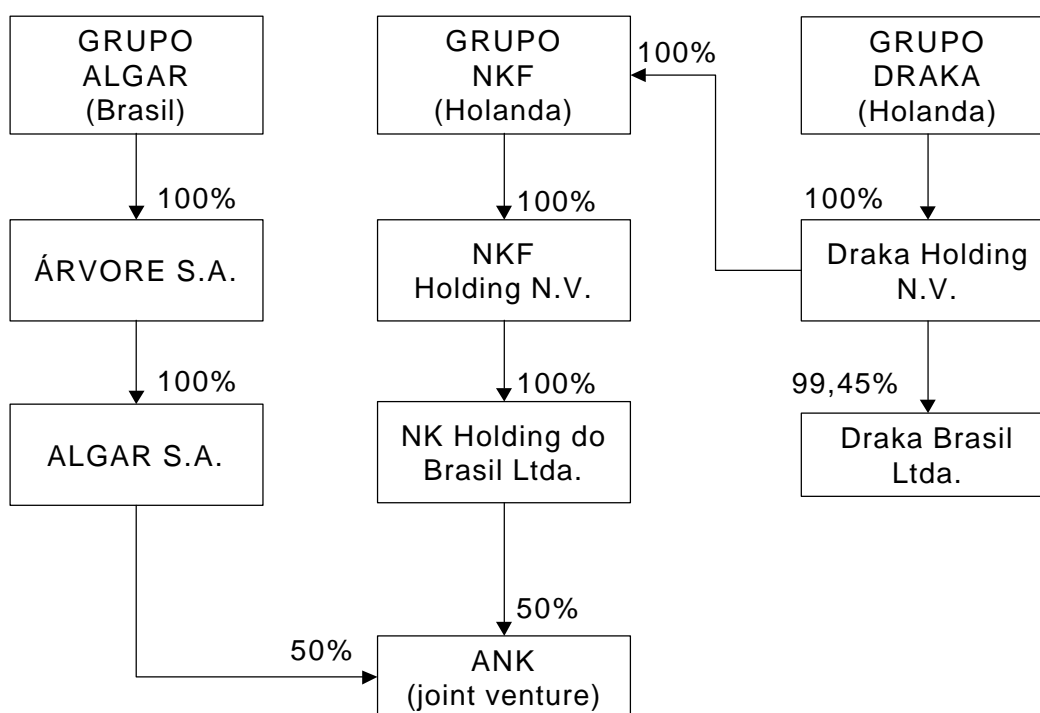 GRUPO
ALGAR
(Brasil)
GRUPO
NKF
(Holanda)
100%
GRUPO
DRAKA
(Holanda)
100%
100%
100%
ÁRVORE S.A.
NKF
Holding N.V.
Draka Holding
N.V.
100%
100%
99,45%
ALGAR S.A.
NK Holding do
Brasil Ltda.
Draka Brasil
Ltda.
50%
50%
ANK
(joint venture)